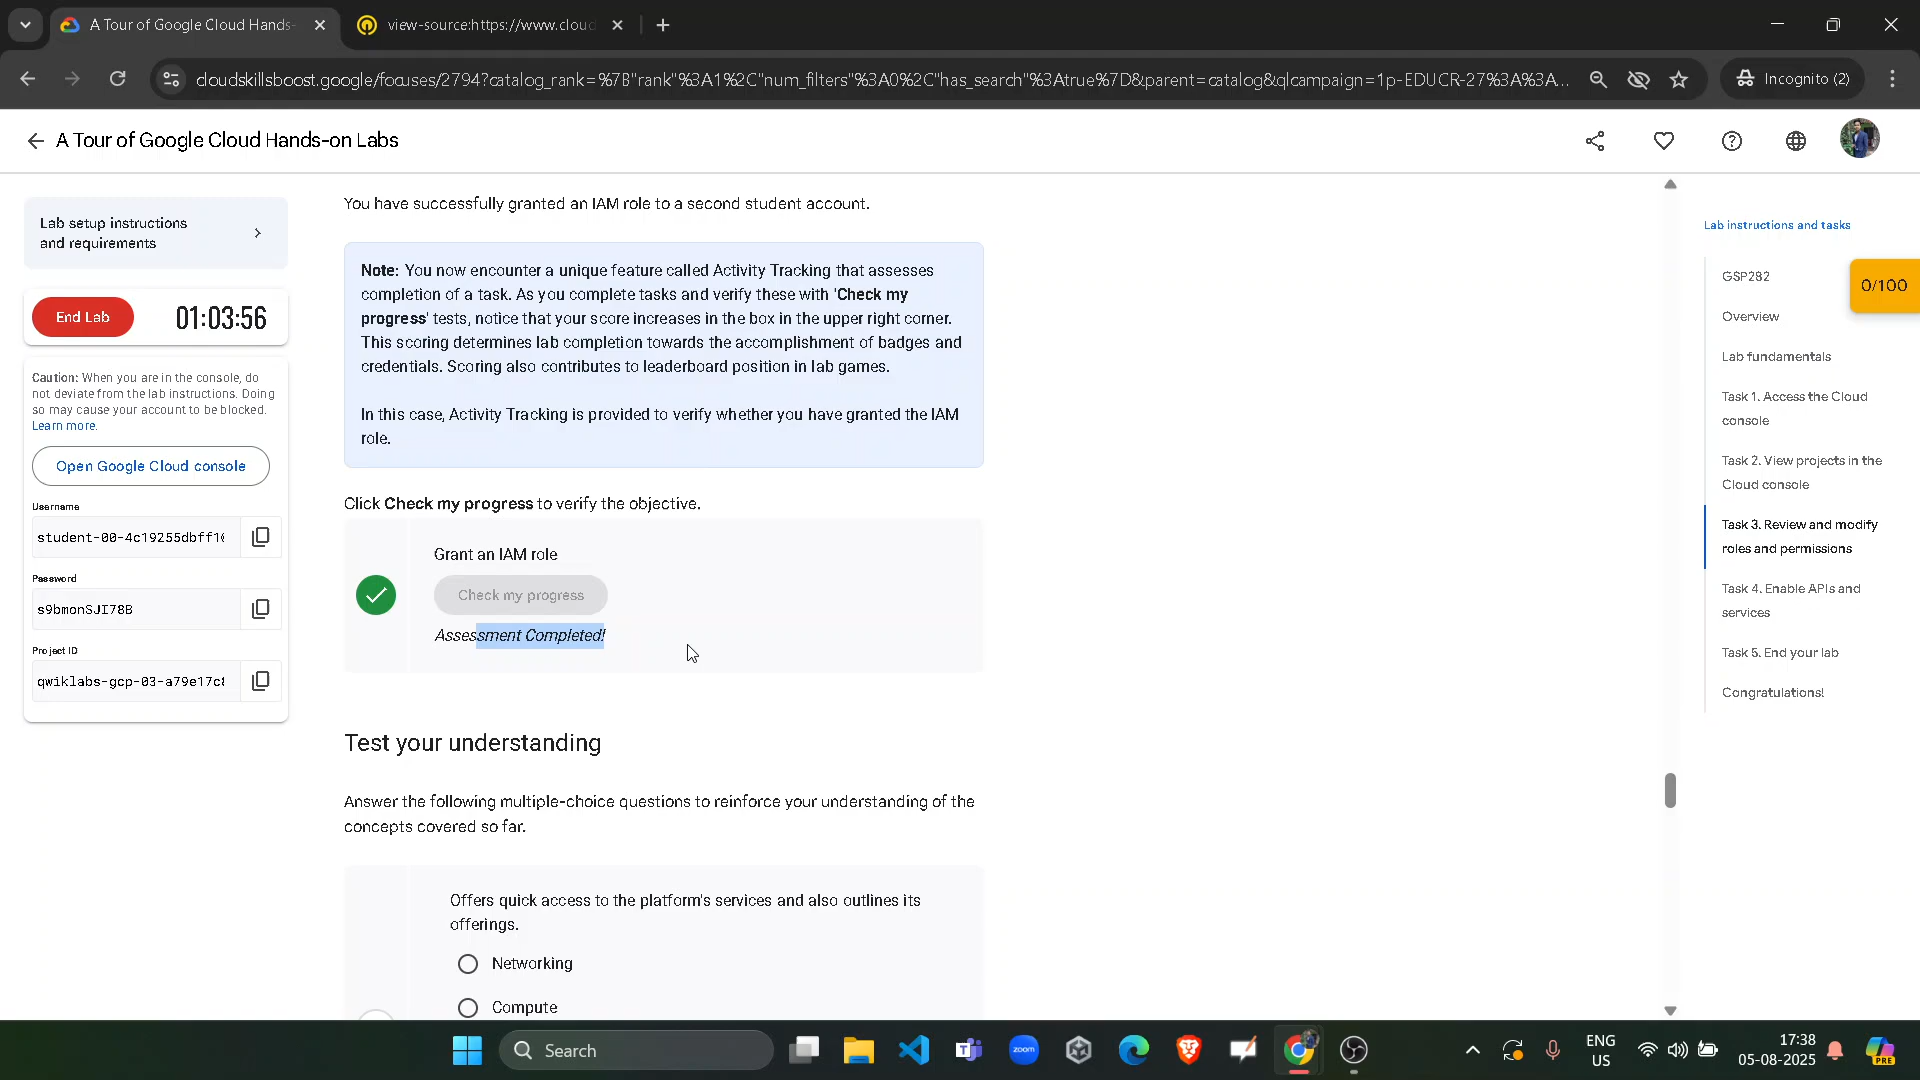 A Tour of Google Cloud Hands-
view-source:https://www.cloud
cloudskillsboost.google/focuses/2794?catalog_rank=%7B"rank"%3A1%2C"num_filters"%3A0%2C"has_search"%3Atrue%7D&parent=catalog&qlcampaign=1p-EDUCR-27%3A%3A...
Incognito (2)
A Tour of Google Cloud Hands-on Labs
Lab setup instructions
and requirements
End Lab
01:03:56
Caution: When you are in the console, do
not deviate from the lab instructions. Doing
so may cause your account to be blocked.
Learn more.
Open Google Cloud console
Username
student-00-4c19255dbff1
Password
s9bmonSJI78B
Project ID
qwiklabs-gcp-03-a79e17c
You have successfully granted an IAM role to a second student account.
Note: You now encounter a unique feature called Activity Tracking that assesses
completion of a task. As you complete tasks and verify these with 'Check my
progress' tests, notice that your score increases in the box in the upper right corner.
This scoring determines lab completion towards the accomplishment of badges and
credentials. Scoring also contributes to leaderboard position in lab games.
In this case, Activity Tracking is provided to verify whether you have granted the IAM
role.
Click Check my progress to verify the objective.
Grant an IAM role
Check my progress
Assessment Completed!
Test your understanding
Answer the following multiple-choice questions to reinforce your understanding of the
concepts covered so far.
Offers quick access to the platform's services and also outlines its
offerings.
Networking
Compute
Lab instructions and tasks
GSP282
0/100
Overview
Lab fundamentals
Task 1. Access the Cloud
console
Task 2. View projects in the
Cloud console
Task 3. Review and modify
roles and permissions
Task 4. Enable APIs and
services
Task 5. End your lab
Congratulations!
Search
zoom
ENG
US
17:38
05-08-2025
PRE